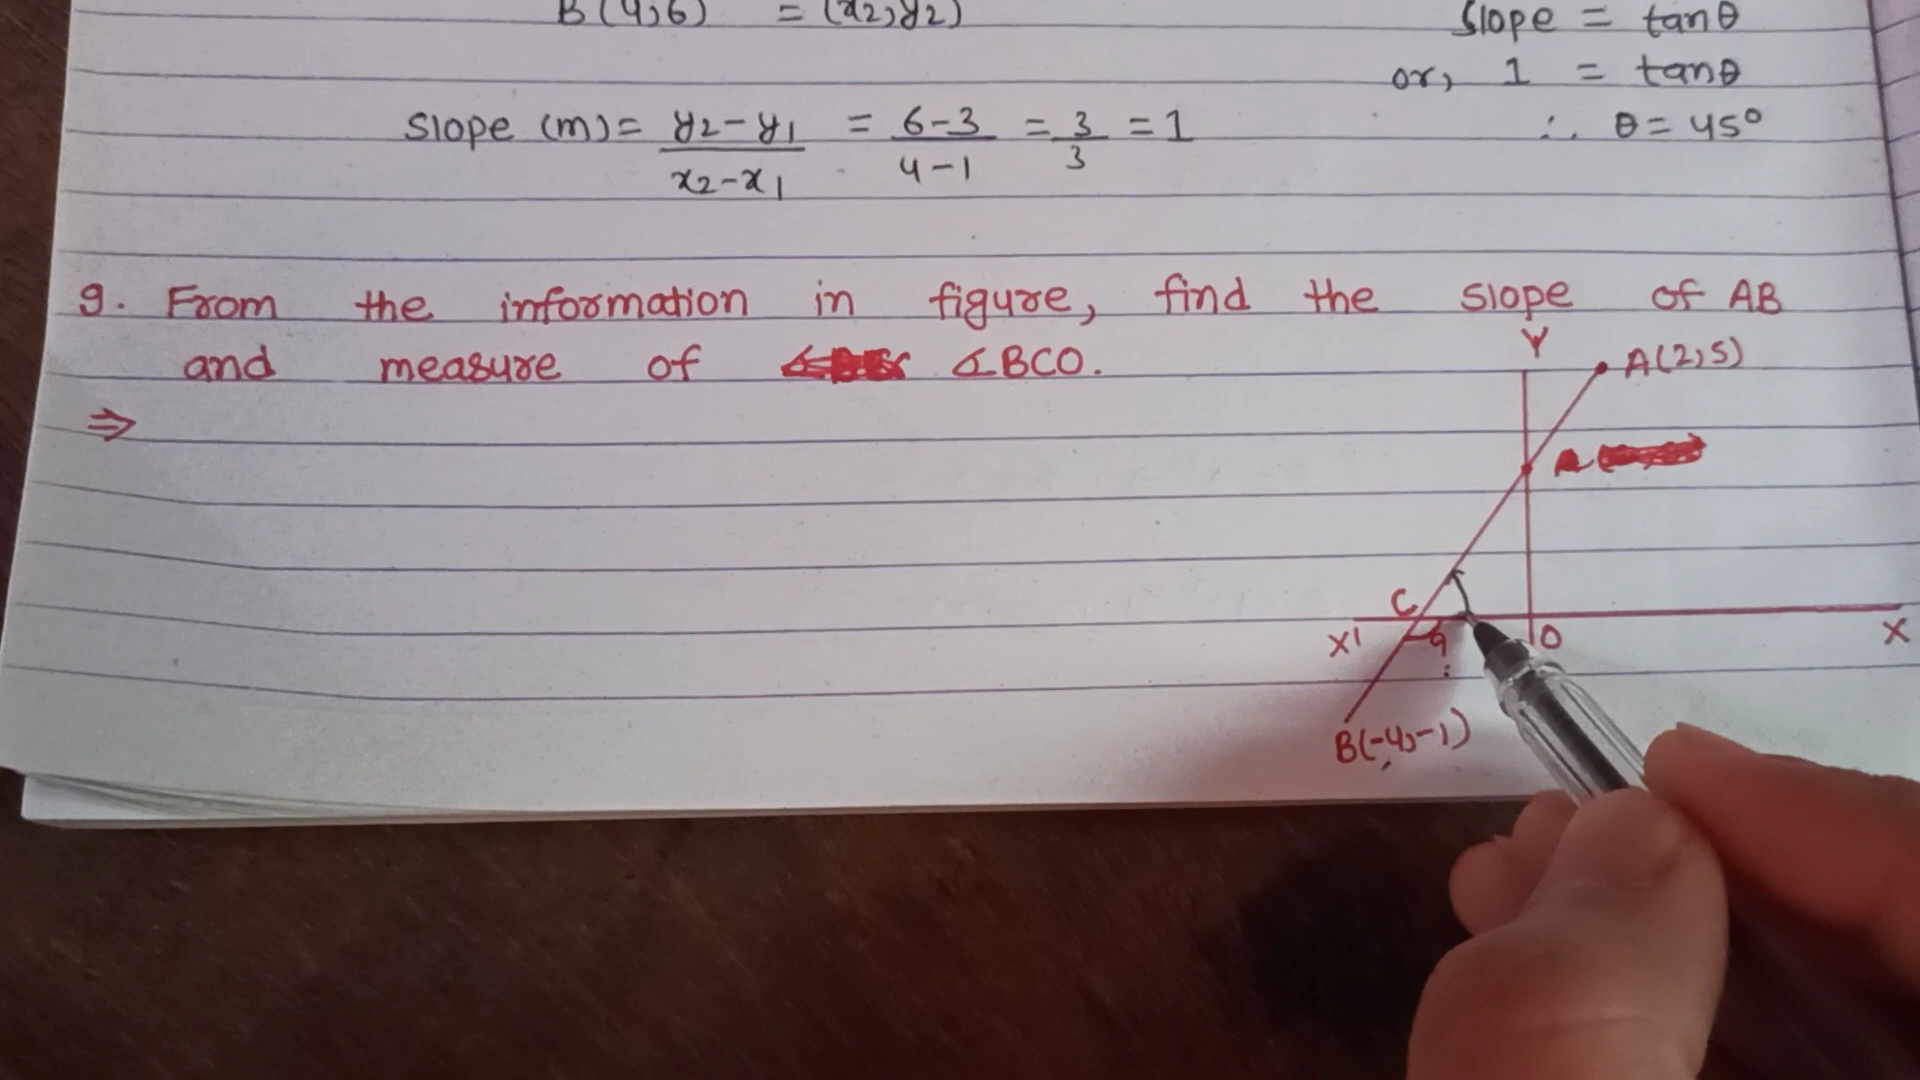 B(4,6) = (x2,y2)
Slope = tanθ
or, 1 = tanθ
Slope (m) = y2-y1 / x2-x1 = 6-3 / 4-1 = 3/3 = 1
∴ θ = 45°
9. From the information in figure, find the slope of AB
and measure of ∠BCO.
⇒
Y
A(2,5)
C
X'
O
X
B(-4,-1)